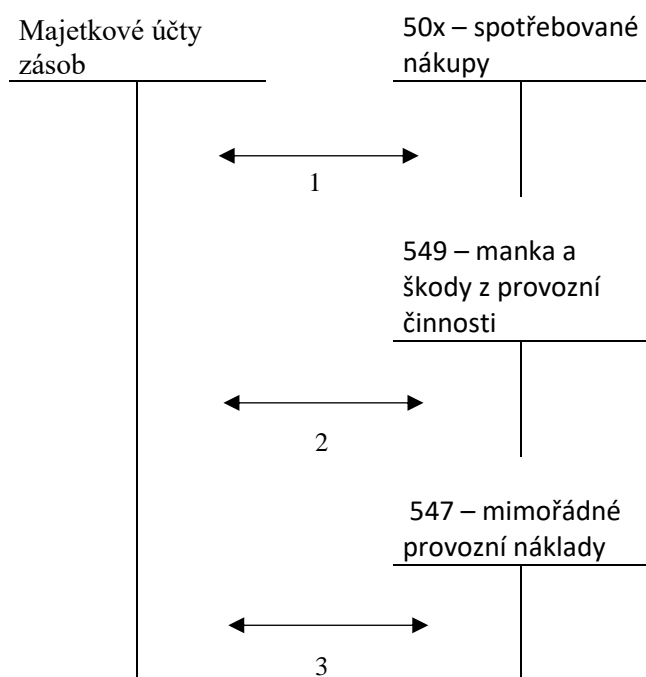 Majetkové účty
zásob
50x – spotřebované
nákupy
1
549 – manka a
škody z provozní
činnosti
2
547 – mimořádné
provozní náklady
3